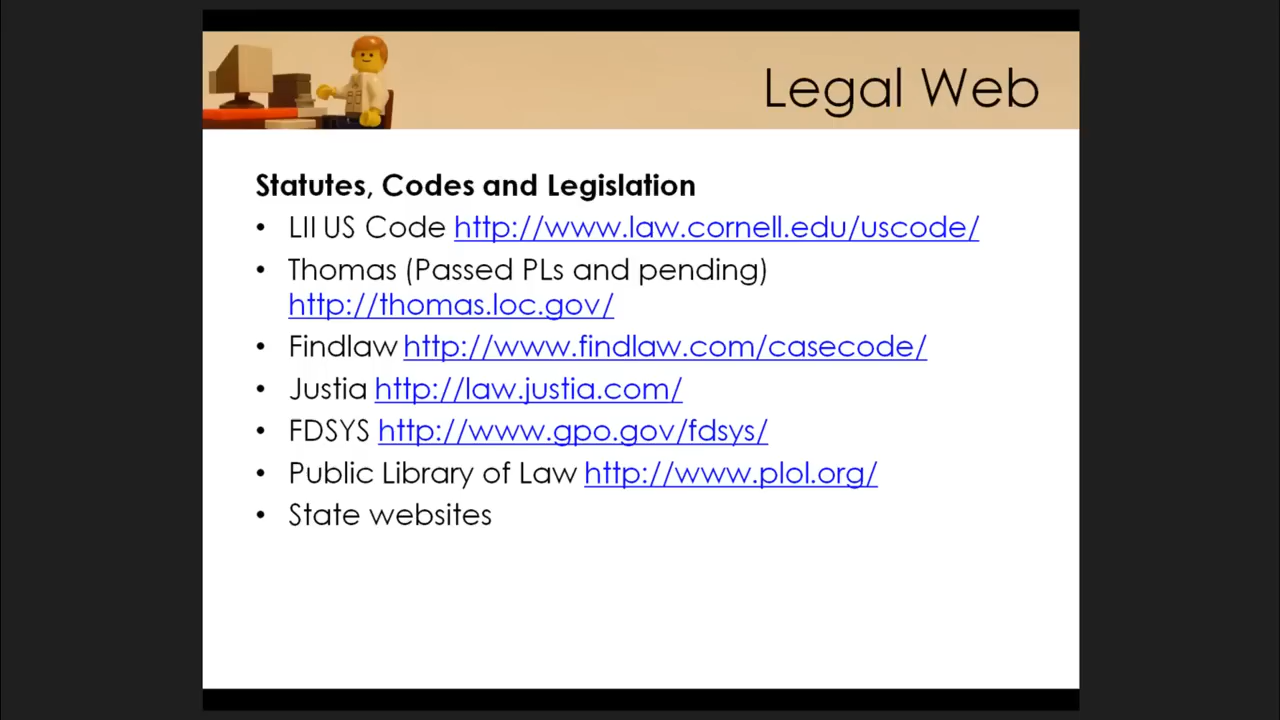 Legal Web
Statutes, Codes and Legislation
• LII US Code http://www.law.cornell.edu/uscode/
• Thomas (Passed PLs and pending)
http://thomas.loc.gov/
• Findlaw http://www.findlaw.com/casecode/
• Justia http://law.justia.com/
• FDSYS http://www.gpo.gov/fdsys/
• Public Library of Law http://www.plol.org/
• State websites